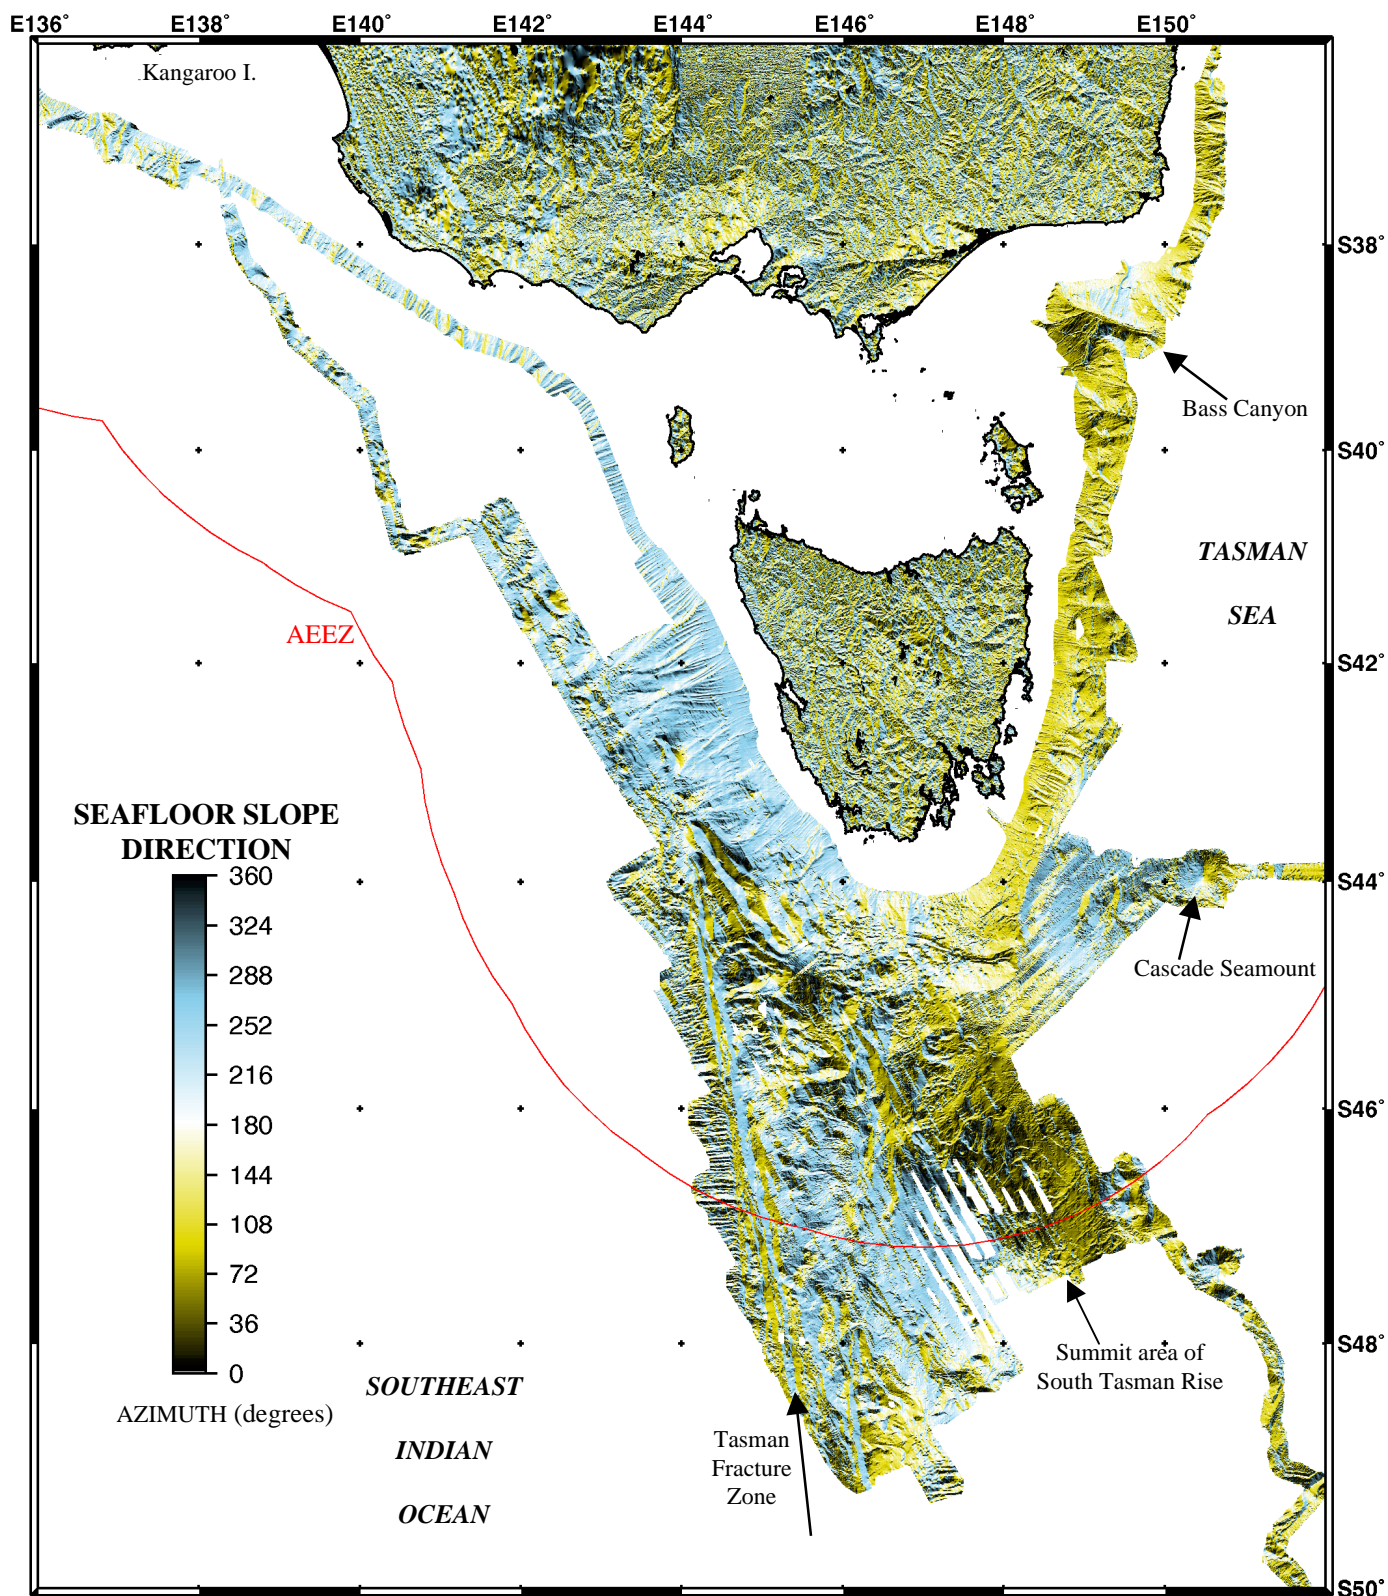 E136° E138° E140° E142° E144° E146° E148° E150°
Kangaroo I.
S38°
Bass Canyon
S40°
TASMAN
SEA
AEEZ
S42°
SEAFLOOR SLOPE
DIRECTION
360
324
288
252
216
180
144
108
72
36
0
AZIMUTH (degrees)
S44°
Cascade Seamount
S46°
S48°
Summit area of
South Tasman Rise
SOUTHEAST
INDIAN
OCEAN
Tasman
Fracture
Zone
S50°